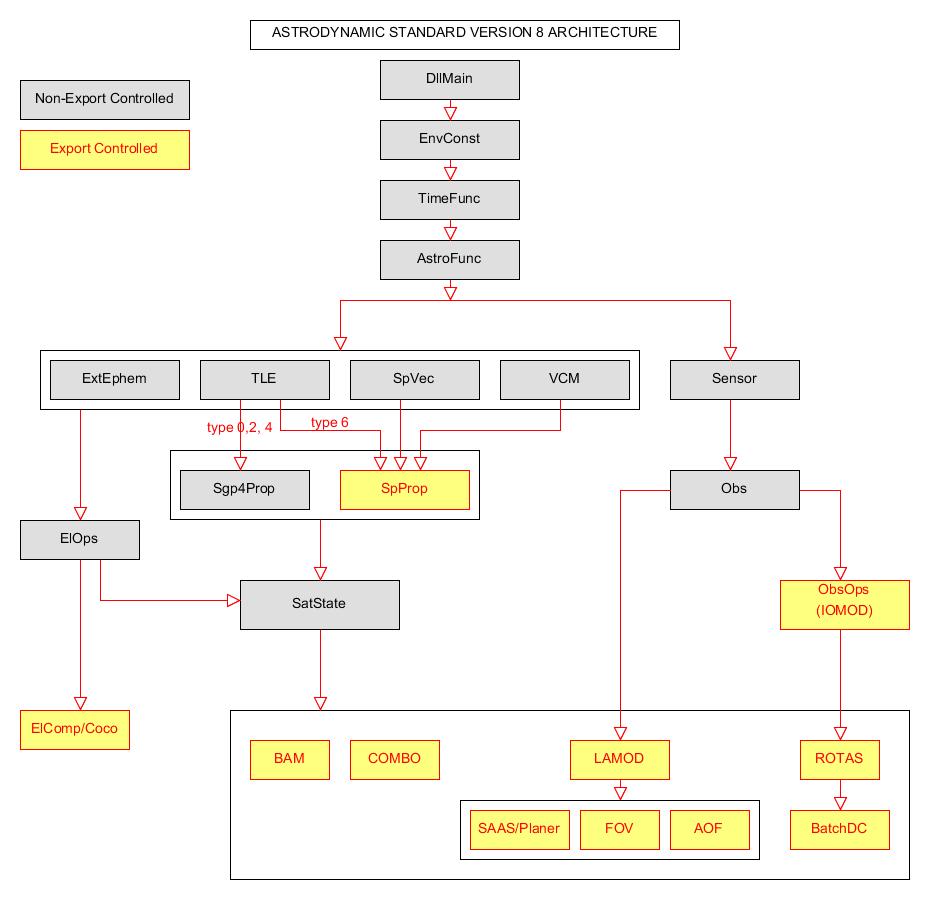 ASTRODYNAMIC STANDARD VERSION 8 ARCHITECTURE
DllMain
Non-Export Controlled
EnvConst
Export Controlled
TimeFunc
AstroFunc
ExtEphem
TLE
SpVec
VCM
Sensor
type 0,2, 4
type 6
Sgp4Prop
SpProp
Obs
ElOps
SatState
ObsOps
(IOMOD)
ElComp/Coco
BAM
COMBO
LAMOD
ROTAS
SAAS/Planer
FOV
AOF
BatchDC